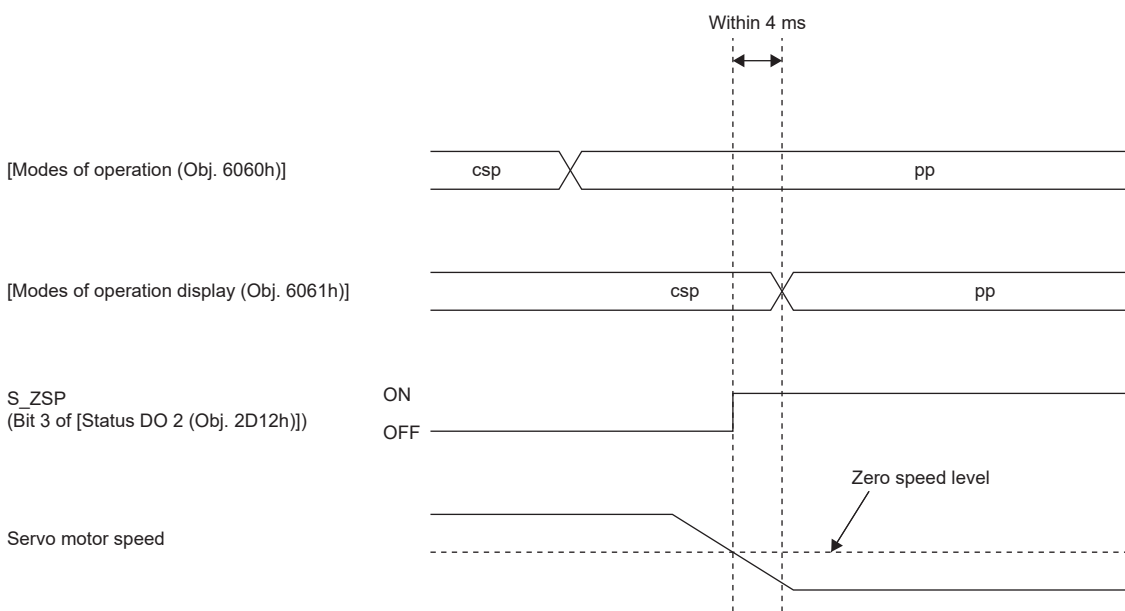 Within 4 ms
[Modes of operation (Obj. 6060h)]
csp
pp
[Modes of operation display (Obj. 6061h)]
csp
pp
S_ZSP
(Bit 3 of [Status DO 2 (Obj. 2D12h)])
ON
OFF
Zero speed level
Servo motor speed